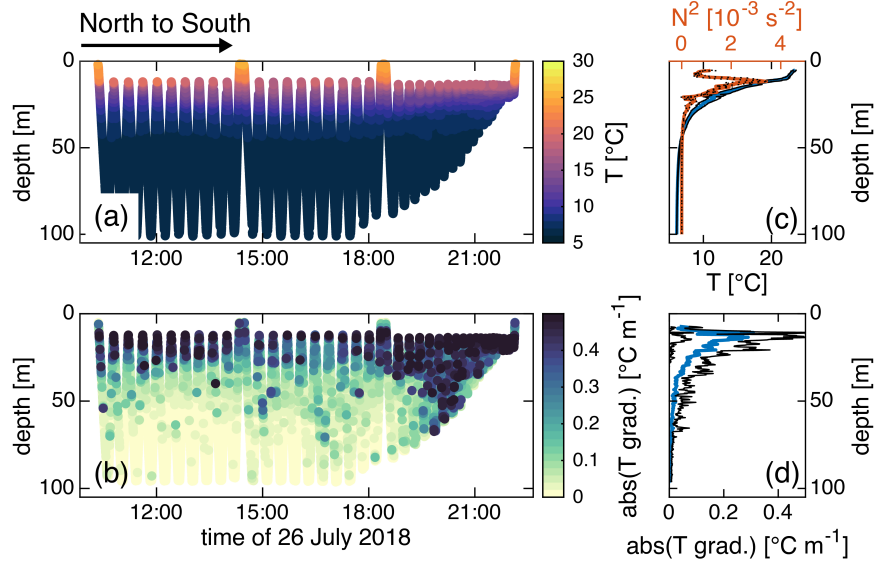 North to South
0
50
100
depth [m]
(a)
12:00
15:00
18:00
21:00
30
25
20
15
10
5
T [°C]
N² [10⁻³ s⁻²]
0
2
4
0
50
100
depth [m]
(c)
10
20
T [°C]
0
50
100
depth [m]
(b)
12:00
15:00
18:00
21:00
time of 26 July 2018
0.4
0.3
0.2
0.1
0
abs(T grad.) [°C m⁻¹]
0
50
100
depth [m]
(d)
0
0.2
0.4
abs(T grad.) [°C m⁻¹]